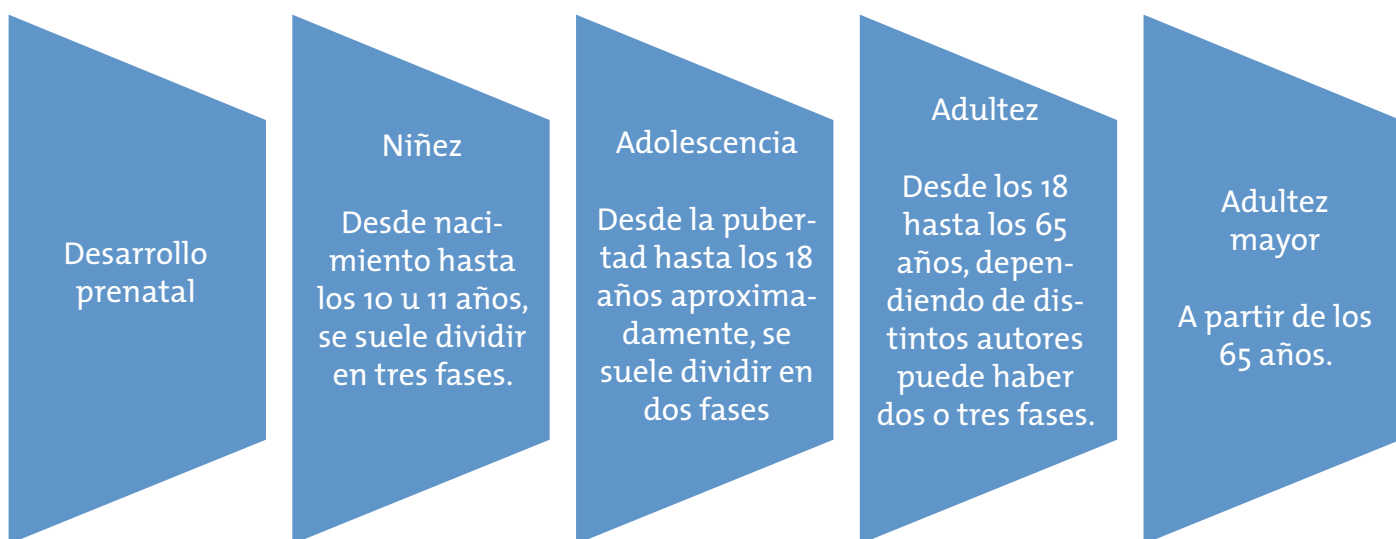 Desarrollo
prenatal
Niñez
Desde naci-
miento hasta
los 10 u 11 años,
se suele dividir
en tres fases.
Adolescencia
Desde la puber-
tad hasta los 18
años aproxima-
damente, se
suele dividir en
dos fases
Adultez
Desde los 18
hasta los 65
años, depen-
diendo de dis-
tintos autores
puede haber
dos o tres fases.
Adultez
mayor
A partir de los
65 años.